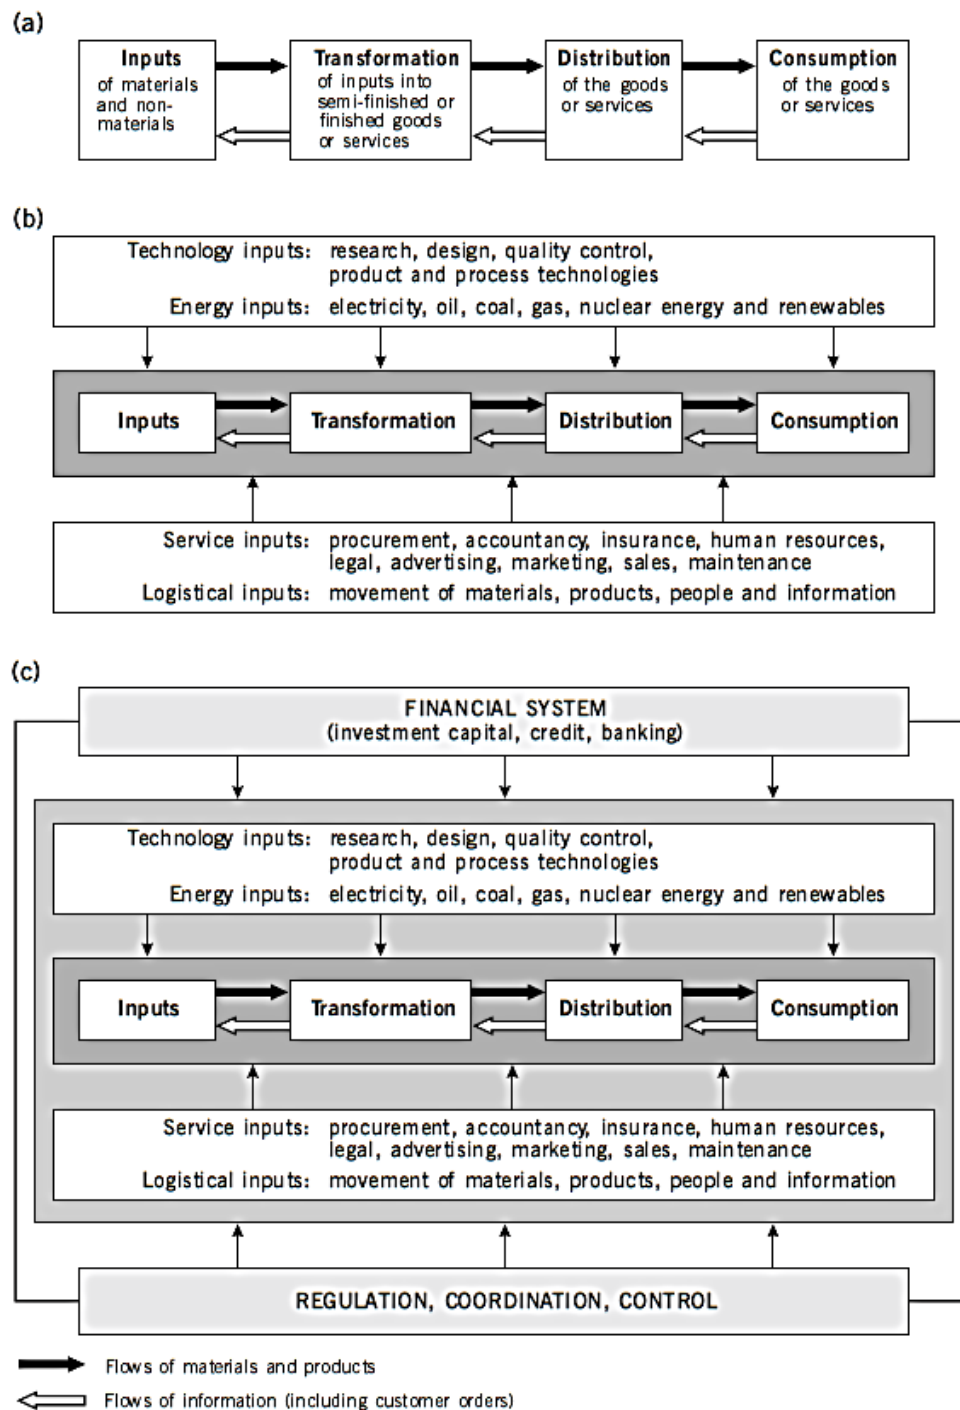 (a)
Inputs
of materials
and non-
materials
Transformation
of inputs into
semi-finished or
finished goods
or services
Distribution
of the goods
or services
Consumption
of the goods
or services
(b)
Technology inputs: research, design, quality control,
product and process technologies
Energy inputs: electricity, oil, coal, gas, nuclear energy and renewables
Inputs
Transformation
Distribution
Consumption
Service inputs: procurement, accountancy, insurance, human resources,
legal, advertising, marketing, sales, maintenance
Logistical inputs: movement of materials, products, people and information
(c)
FINANCIAL SYSTEM
(investment capital, credit, banking)
Technology inputs: research, design, quality control,
product and process technologies
Energy inputs: electricity, oil, coal, gas, nuclear energy and renewables
Inputs
Transformation
Distribution
Consumption
Service inputs: procurement, accountancy, insurance, human resources,
legal, advertising, marketing, sales, maintenance
Logistical inputs: movement of materials, products, people and information
REGULATION, COORDINATION, CONTROL
Flows of materials and products
Flows of information (including customer orders)